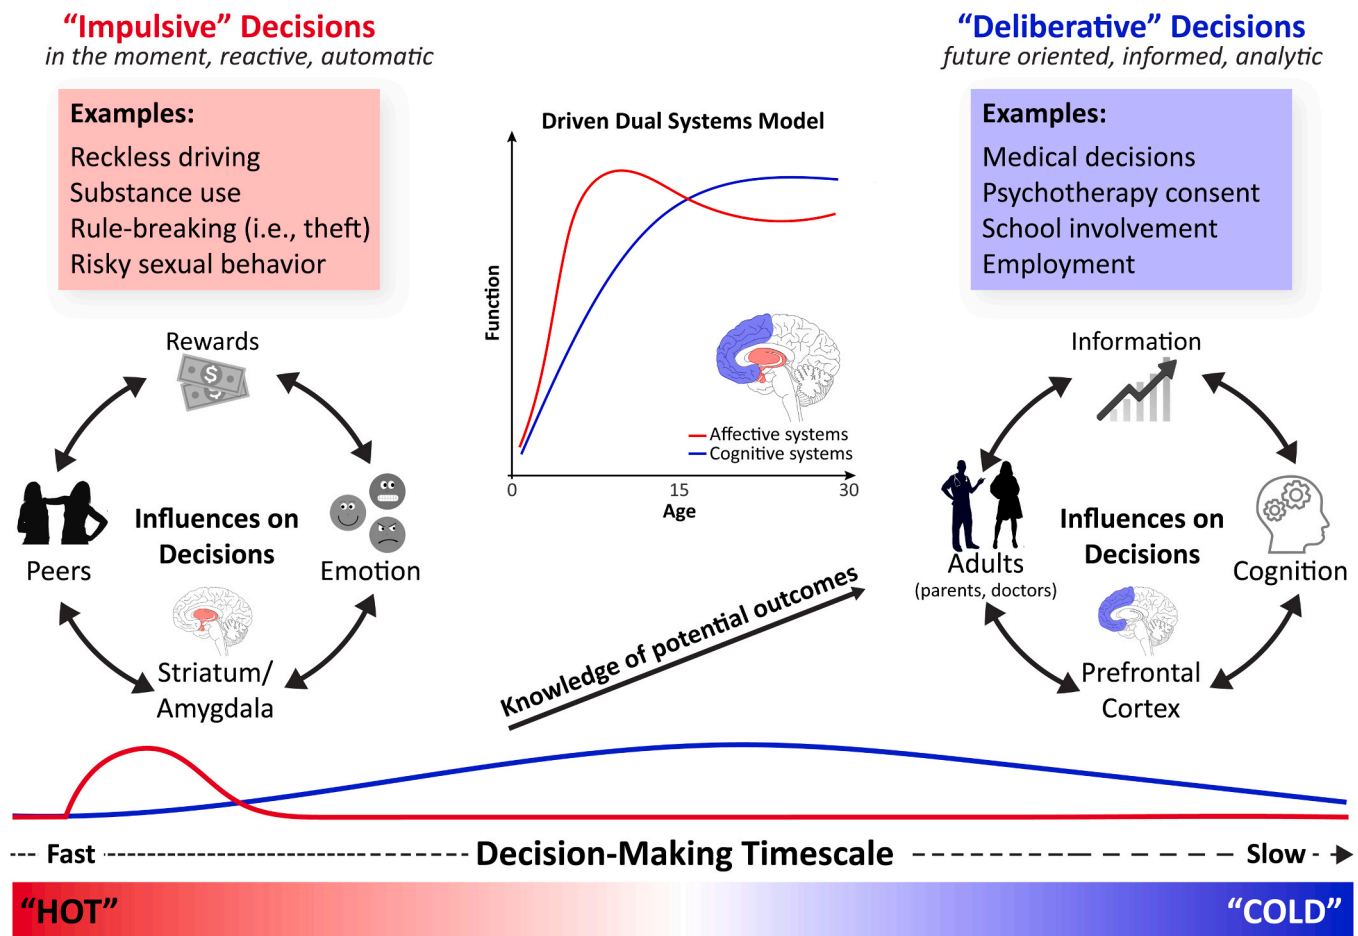 “Impulsive” Decisions
in the moment, reactive, automatic
Examples:
Reckless driving
Substance use
Rule-breaking (i.e., theft)
Risky sexual behavior
Rewards
$
$
Peers
Influences on
Decisions
Emotion
Striatum/
Amygdala
Driven Dual Systems Model
Function
Affective systems
Cognitive systems
0
15
30
Age
Knowledge of potential outcomes
“Deliberative” Decisions
future oriented, informed, analytic
Examples:
Medical decisions
Psychotherapy consent
School involvement
Employment
Information
Adults
(parents, doctors)
Influences on
Decisions
Cognition
Prefrontal
Cortex
Fast
Decision-Making Timescale
Slow
“HOT”
“COLD”